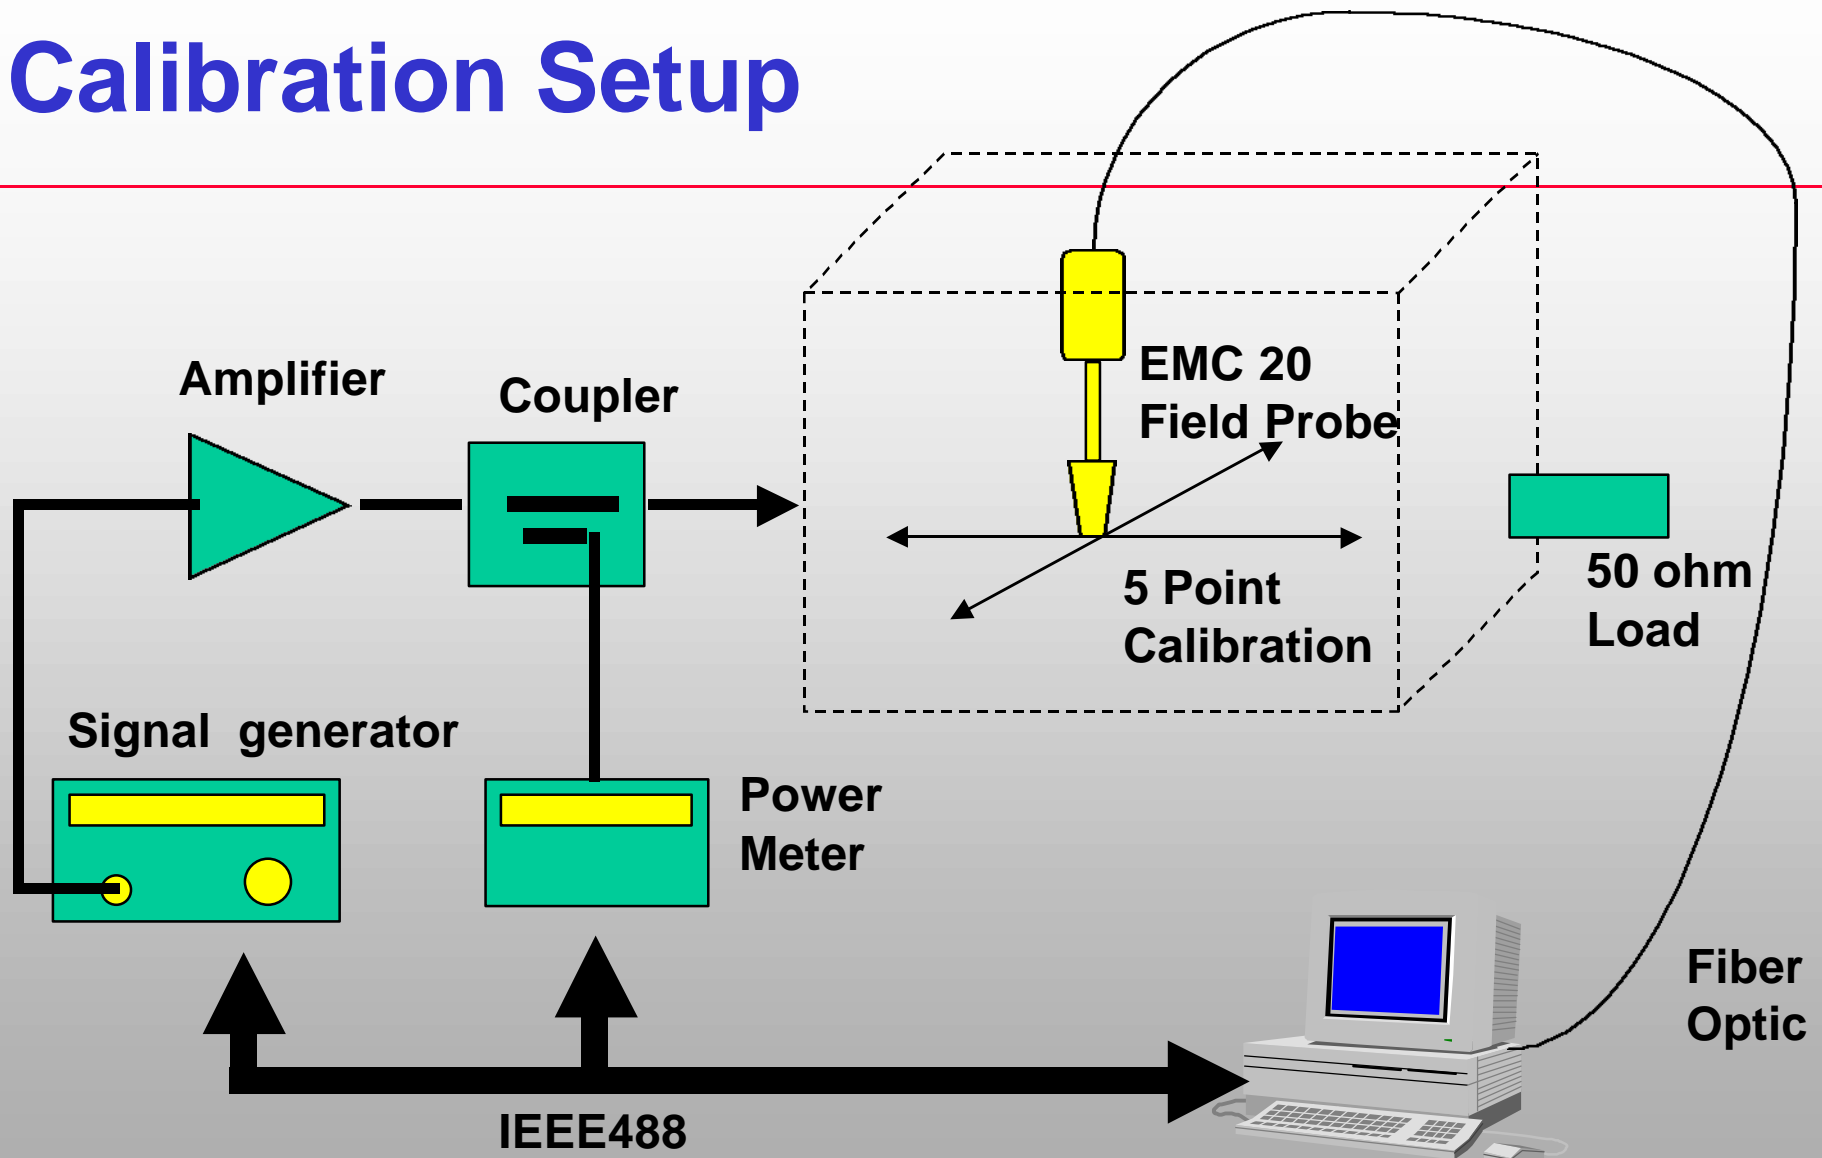 Calibration Setup
Amplifier
Coupler
EMC 20
Field Probe
5 Point
Calibration
50 ohm
Load
Signal generator
Power
Meter
Fiber
Optic
IEEE488